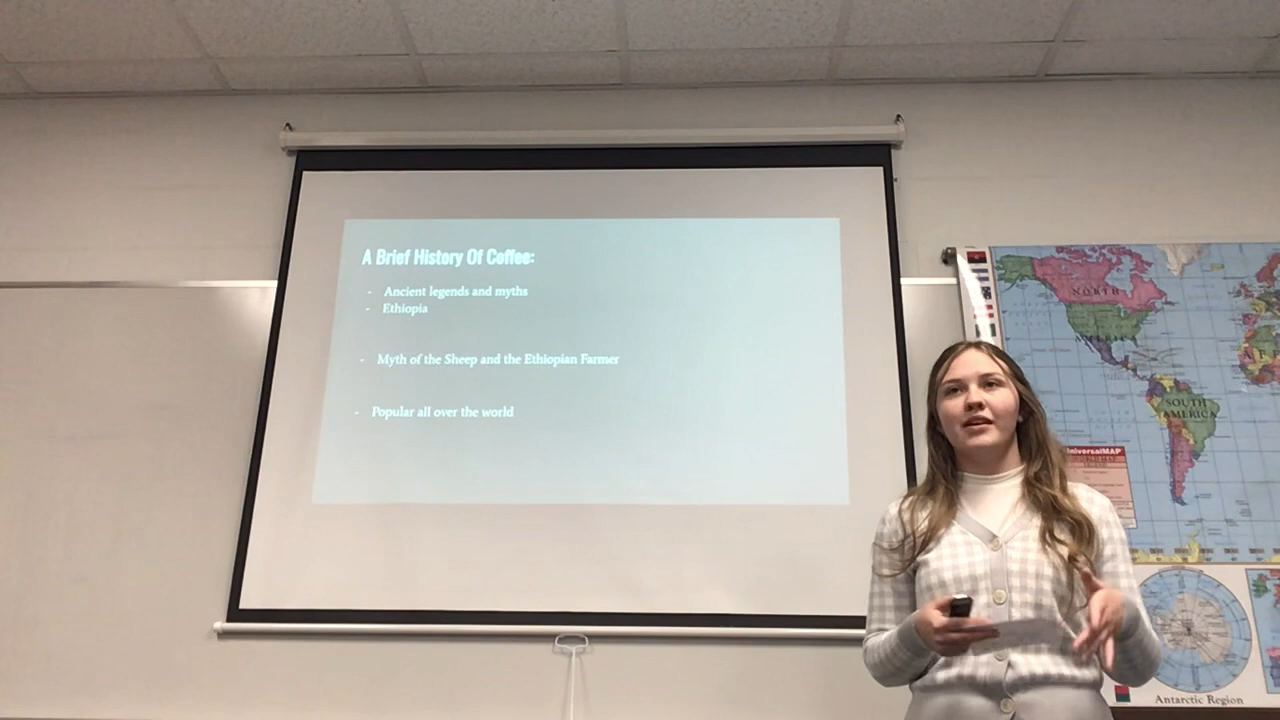 A Brief History Of Coffee:
- Ancient legends and myths
- Ethiopia
- Myth of the Sheep and the Ethiopian Farmer
- Popular all over the world
NORTH
AMERICA
SOUTH
AMERICA
UniversalMAP
Antarctic Region